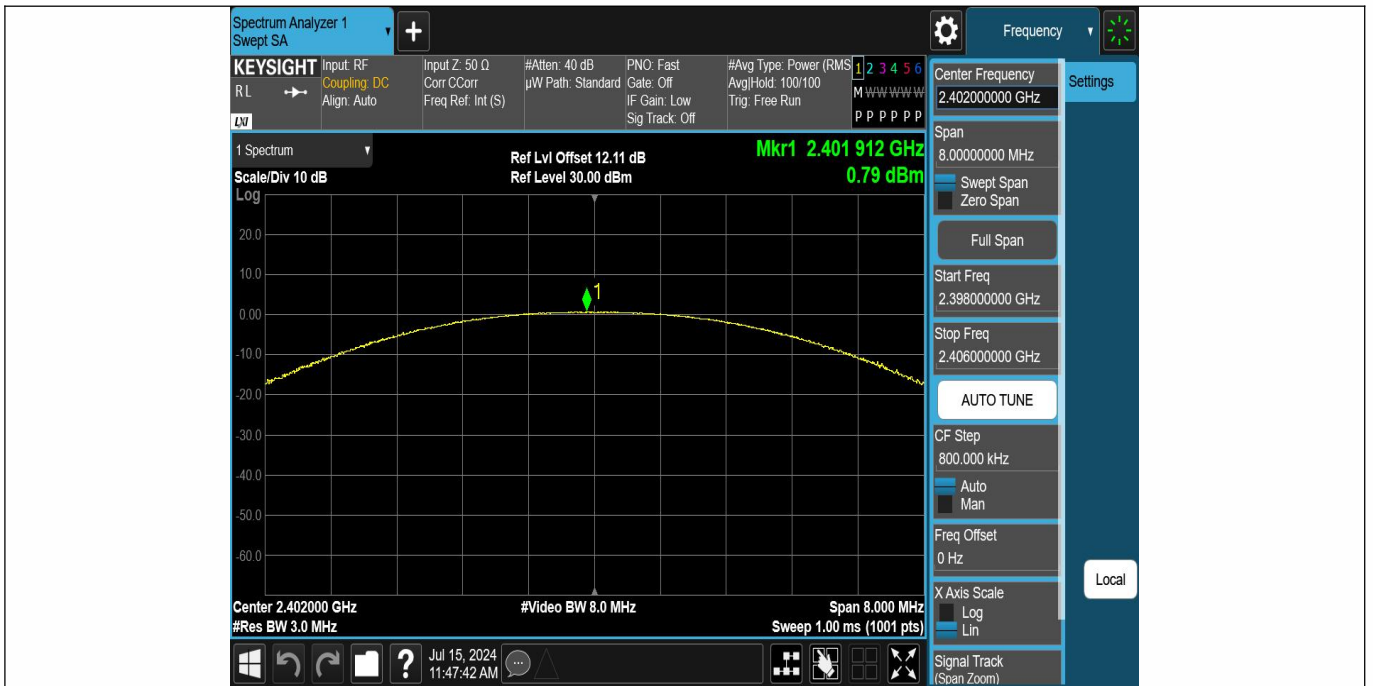 Spectrum Analyzer 1
Swept SA
+
Frequency
KEYSIGHT
RL
LXI
Input: RF
Coupling: DC
Align: Auto
Input Z: 50 Ω
Corr CCorr
Freq Ref: Int (S)
#Atten: 40 dB
µW Path: Standard
PNO: Fast
Gate: Off
IF Gain: Low
Sig Track: Off
#Avg Type: Power (RMS
Avg|Hold: 100/100
Trig: Free Run
1 2 3 4 5 6
M W W W W W
P P P P P P
1 Spectrum
Scale/Div 10 dB
Log
Ref Lvl Offset 12.11 dB
Ref Level 30.00 dBm
Mkr1 2.401 912 GHz
0.79 dBm
20.0
10.0
0.00
-10.0
-20.0
-30.0
-40.0
-50.0
-60.0
1
Center 2.402000 GHz
#Res BW 3.0 MHz
#Video BW 8.0 MHz
Span 8.000 MHz
Sweep 1.00 ms (1001 pts)
Center Frequency
2.402000000 GHz
Settings
Span
8.00000000 MHz
Swept Span
Zero Span
Full Span
Start Freq
2.398000000 GHz
Stop Freq
2.406000000 GHz
AUTO TUNE
CF Step
800.000 kHz
Auto
Man
Freq Offset
0 Hz
X Axis Scale
Log
Lin
Signal Track
(Span Zoom)
Local
?
Jul 15, 2024
11:47:42 AM